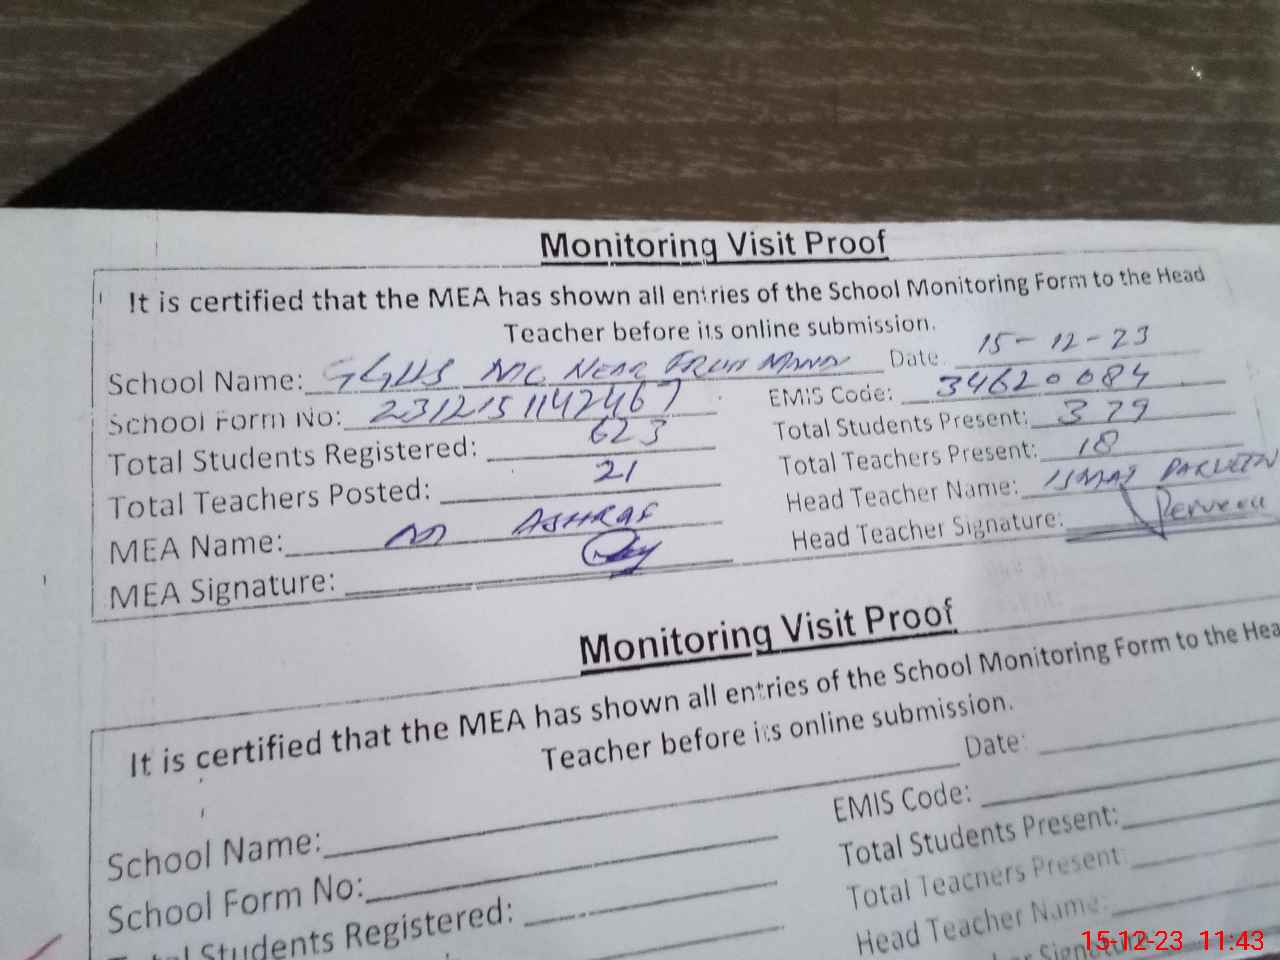 Monitoring Visit Proof
It is certified that the MEA has shown all entries of the School Monitoring Form to the Head
Teacher before its online submission.
School Name: GGHS MC NEAR FRUIT MANDI Date 15-12-23
School Form No: 2312151142467 EMIS Code: 34620084
Total Students Registered: 623 Total Students Present: 379
Total Teachers Posted: 21 Total Teachers Present: 18
MEA Name: M ASHRAF Head Teacher Name: ISMAT PARVEEN
MEA Signature: Head Teacher Signature: Perveen
Monitoring Visit Proof
It is certified that the MEA has shown all entries of the School Monitoring Form to the Hea
Teacher before its online submission.
School Name: Date:
School Form No: EMIS Code:
Total Students Registered: Total Students Present:
Total Teachers Present:
Head Teacher Name:
15-12-23 11:43